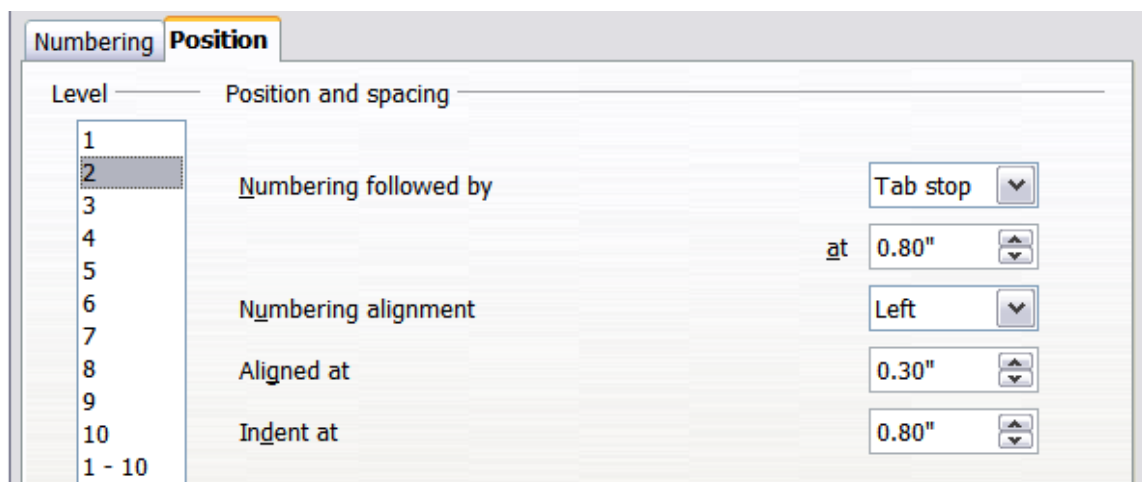 Numbering Position
Level Position and spacing
1
2
3
4
5
6
7
8
9
10
1 - 10
Numbering followed by Tab stop
at 0.80"
Numbering alignment Left
Aligned at 0.30"
Indent at 0.80"